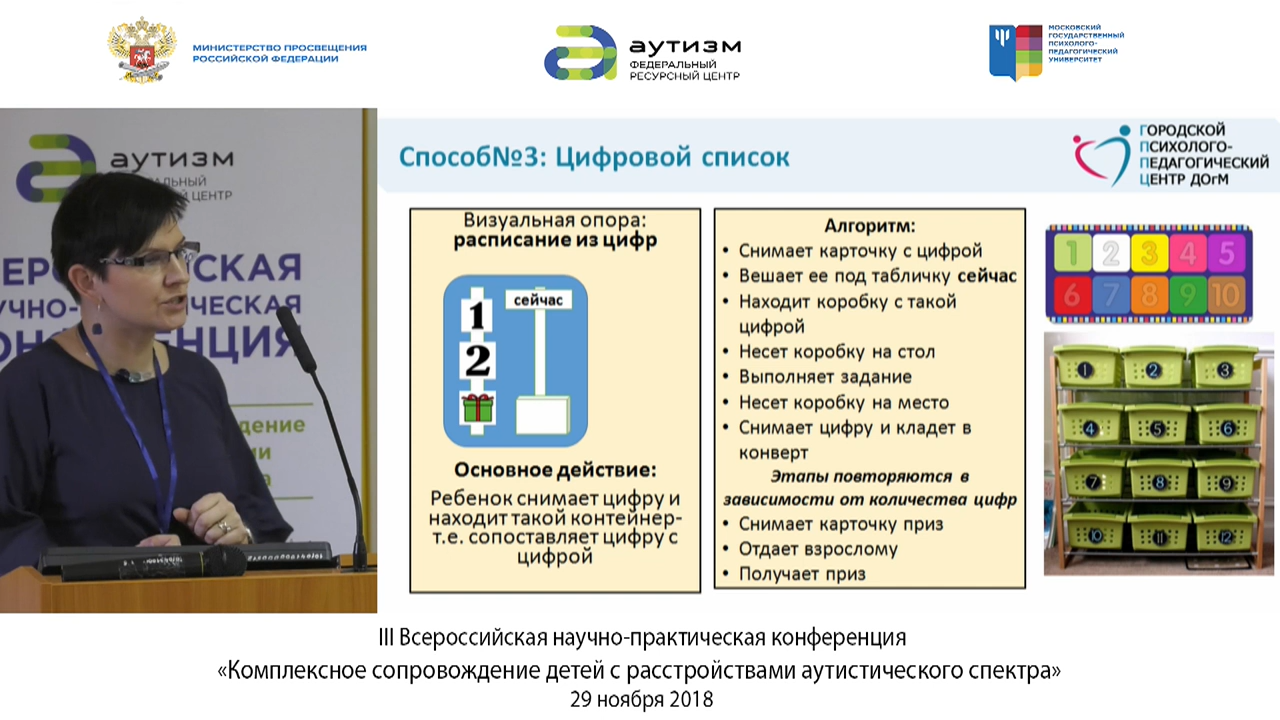 МИНИСТЕРСТВО ПРОСВЕЩЕНИЯ
РОССИЙСКОЙ ФЕДЕРАЦИИ
аутизм
ФЕДЕРАЛЬНЫЙ
РЕСУРСНЫЙ ЦЕНТР
МОСКОВСКИЙ
ГОСУДАРСТВЕННЫЙ
ПСИХОЛОГО-
ПЕДАГОГИЧЕСКИЙ
УНИВЕРСИТЕТ
аутизм
ЦЕНТР
Способ№3: Цифровой список
ГОРОДСКОЙ
ПСИХОЛОГО-
ПЕДАГОГИЧЕСКИЙ
ЦЕНТР ДОгМ
Визуальная опора:
расписание из цифр
1
2
сейчас
Основное действие:
Ребенок снимает цифру и
находит такой контейнер-
т.е. сопоставляет цифру с
цифрой
Алгоритм:
• Снимает карточку с цифрой
• Вешает ее под табличку сейчас
• Находит коробку с такой
цифрой
• Несет коробку на стол
• Выполняет задание
• Несет коробку на место
• Снимает цифру и кладет в
конверт
Этапы повторяются в
зависимости от количества цифр
• Снимает карточку приз
• Отдает взрослому
• Получает приз
1 2 3 4 5
6 7 8 9 10
1 2 3
4 5 6
7 8 9
10 11 12
III Всероссийская научно-практическая конференция
«Комплексное сопровождение детей с расстройствами аутистического спектра»
29 ноября 2018